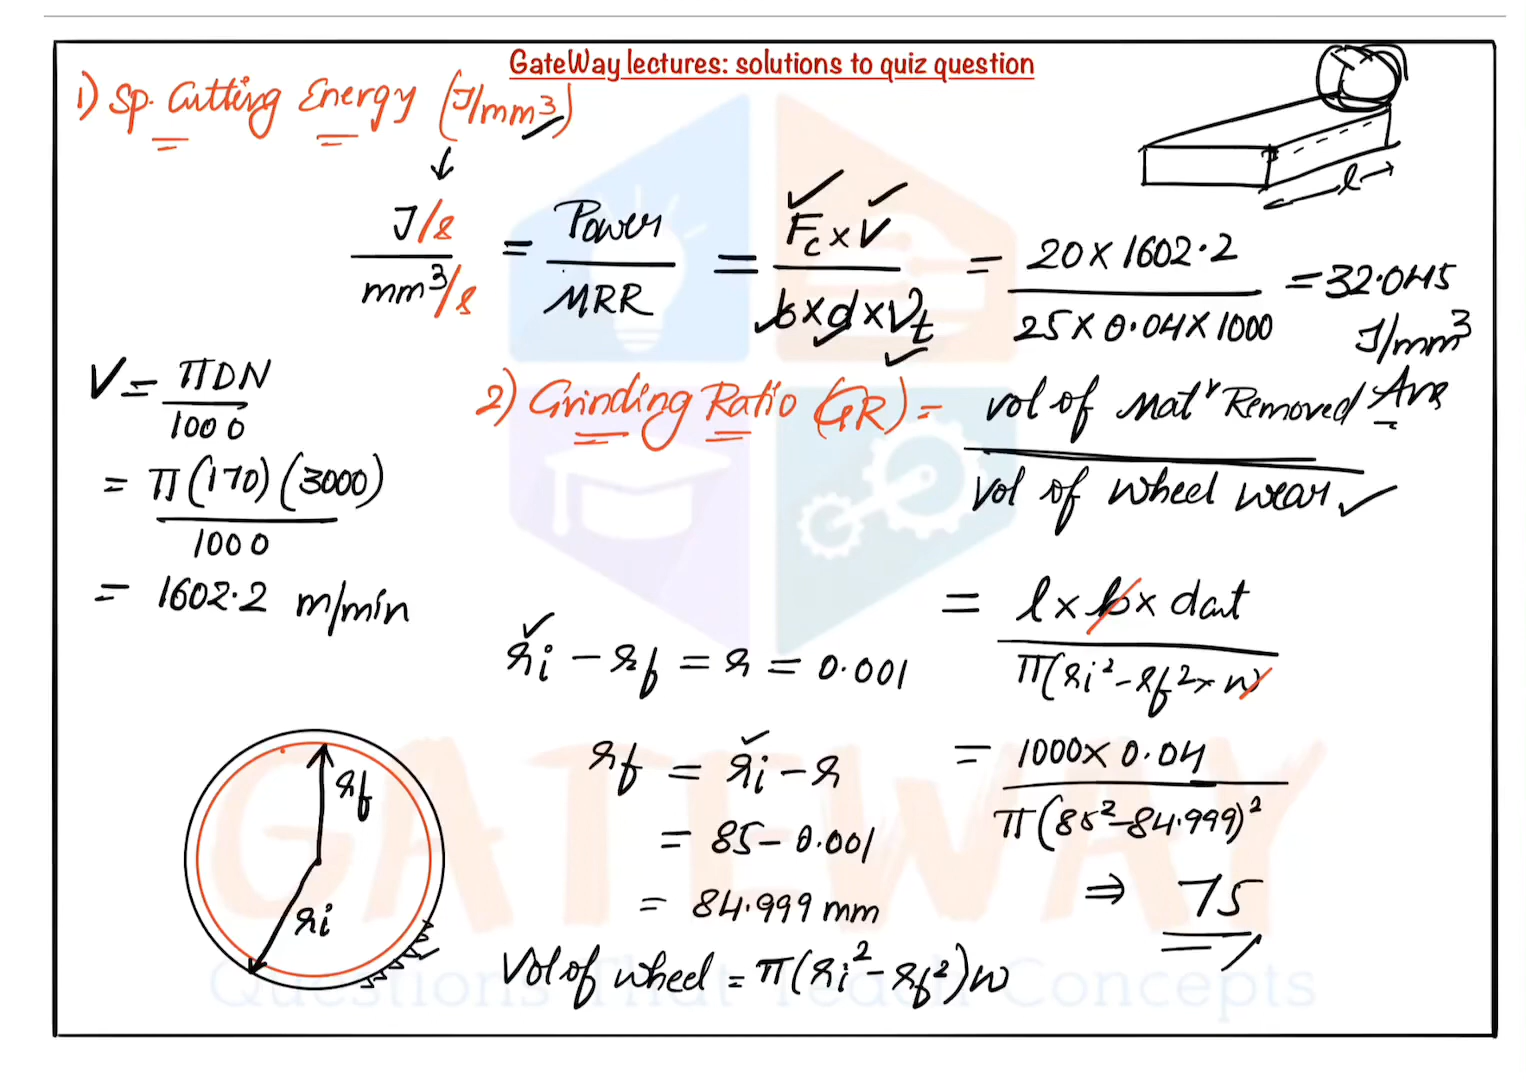 GateWay lectures: solutions to quiz question
1) Sp. Cutting Energy (J/mm³)
↓
J/s / mm³/s = Power / MRR = Fc x V / b x d x Vt = 20 x 1602.2 / 25 x 0.04 x 1000 = 32.045 J/mm³
V = πDN / 1000
= π(170)(3000) / 1000
= 1602.2 m/min
2) Grinding Ratio (GR) = Vol of Mat^r Removed / Vol of wheel wear
= l x b x dcut / π(ri² - rf² x w
ri - rf = r = 0.001
rf = ri - r
= 85 - 0.001
= 84.999 mm
Vol of wheel = π(ri² - rf²)w
= 1000 x 0.04 / π(85² - 84.999)²
⇒ 75
l
rf
ri
GATEWAY
Questions That Teach Concepts